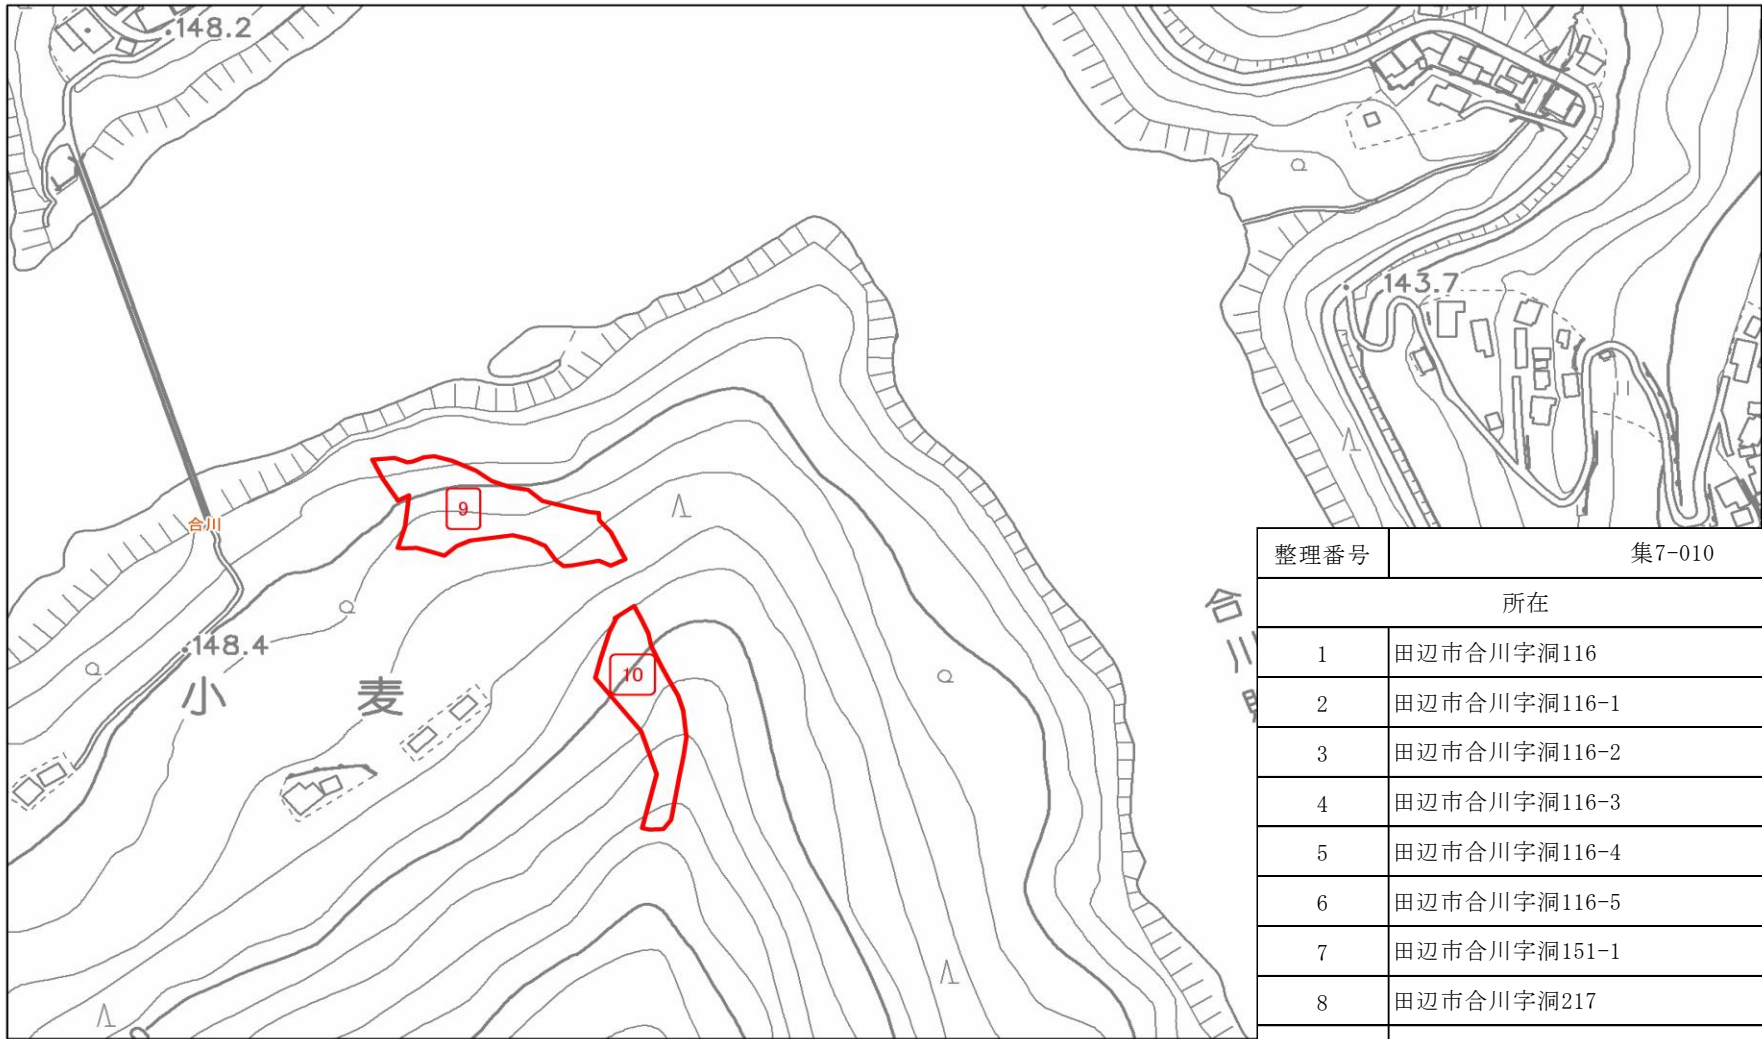 148.2
143.7
9
合川
148.4
10
小 麦
合
川
整理番号 集7-010
所在
1 田辺市合川字洞116
2 田辺市合川字洞116-1
3 田辺市合川字洞116-2
4 田辺市合川字洞116-3
5 田辺市合川字洞116-4
6 田辺市合川字洞116-5
7 田辺市合川字洞151-1
8 田辺市合川字洞217